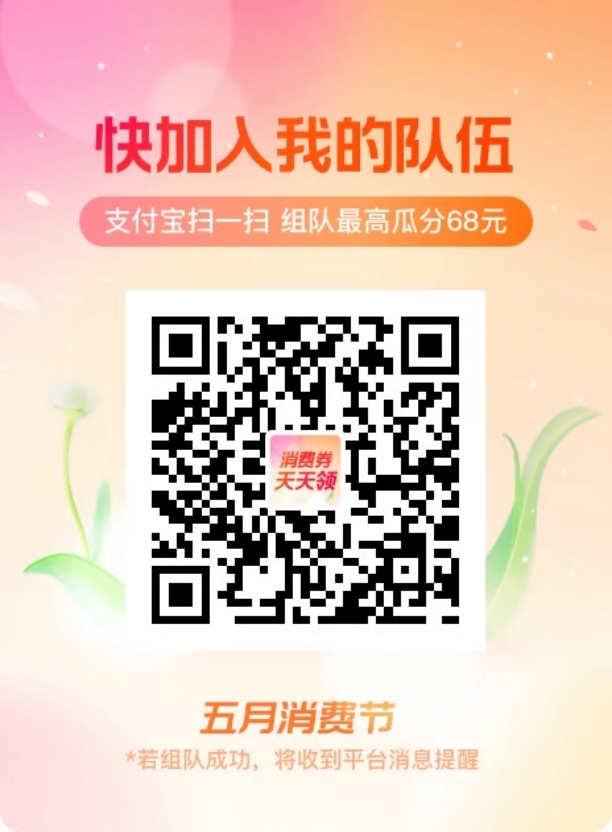 快加入我的队伍
支付宝扫一扫 组队最高瓜分68元
消费券
天天领
五月消费节
*若组队成功，将收到平台消息提醒